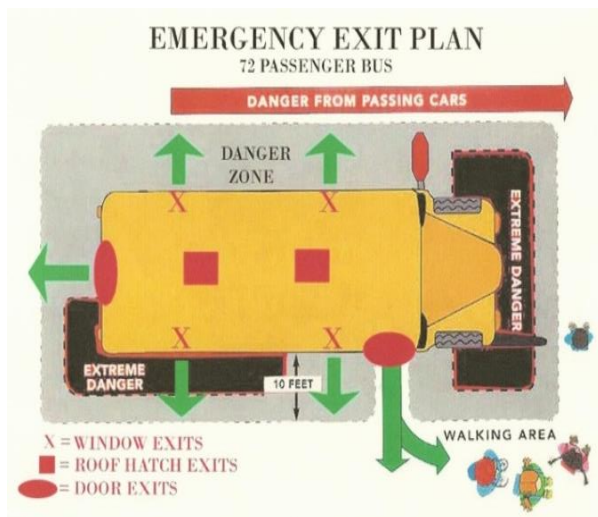 EMERGENCY EXIT PLAN
72 PASSENGER BUS
DANGER FROM PASSING CARS
DANGER
ZONE
X
X
EXTREME DANGER
X
X
EXTREME
DANGER
10 FEET
WALKING AREA
X = WINDOW EXITS
= ROOF HATCH EXITS
= DOOR EXITS